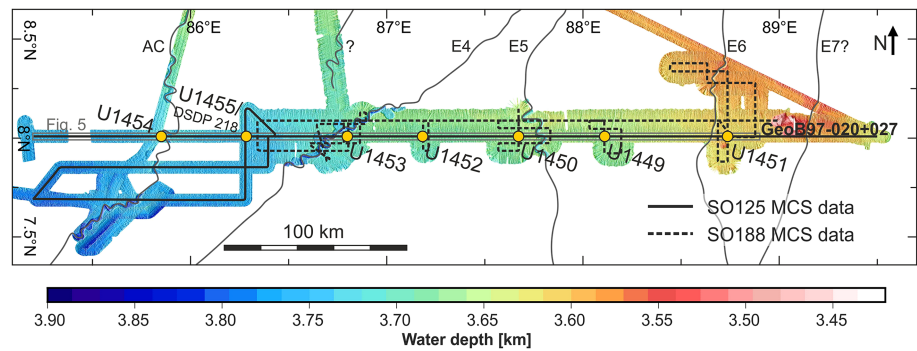 86°E
87°E
88°E
89°E
8.5°N
8°N
7.5°N
AC
?
E4
E5
E6
E7?
N
U1454
U1455/
DSDP 218
Fig. 5
U1453
U1452
U1450
U1449
U1451
GeoB97-020+027
100 km
SO125 MCS data
SO188 MCS data
3.90 3.85 3.80 3.75 3.70 3.65 3.60 3.55 3.50 3.45
Water depth [km]